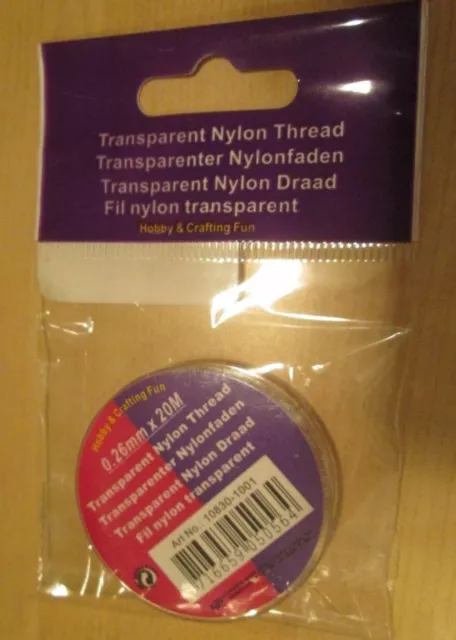 Transparent Nylon Thread
Transparenter Nylonfaden
Transparent Nylon Draad
Fil nylon transparent
Hobby & Crafting Fun
Hobby & Crafting Fun
0.26mm x 20M
Transparent Nylon Thread
Transparenter Nylonfaden
Transparent Nylon Draad
Fil nylon transparent
Art.No.: 10830-1001
716659050564